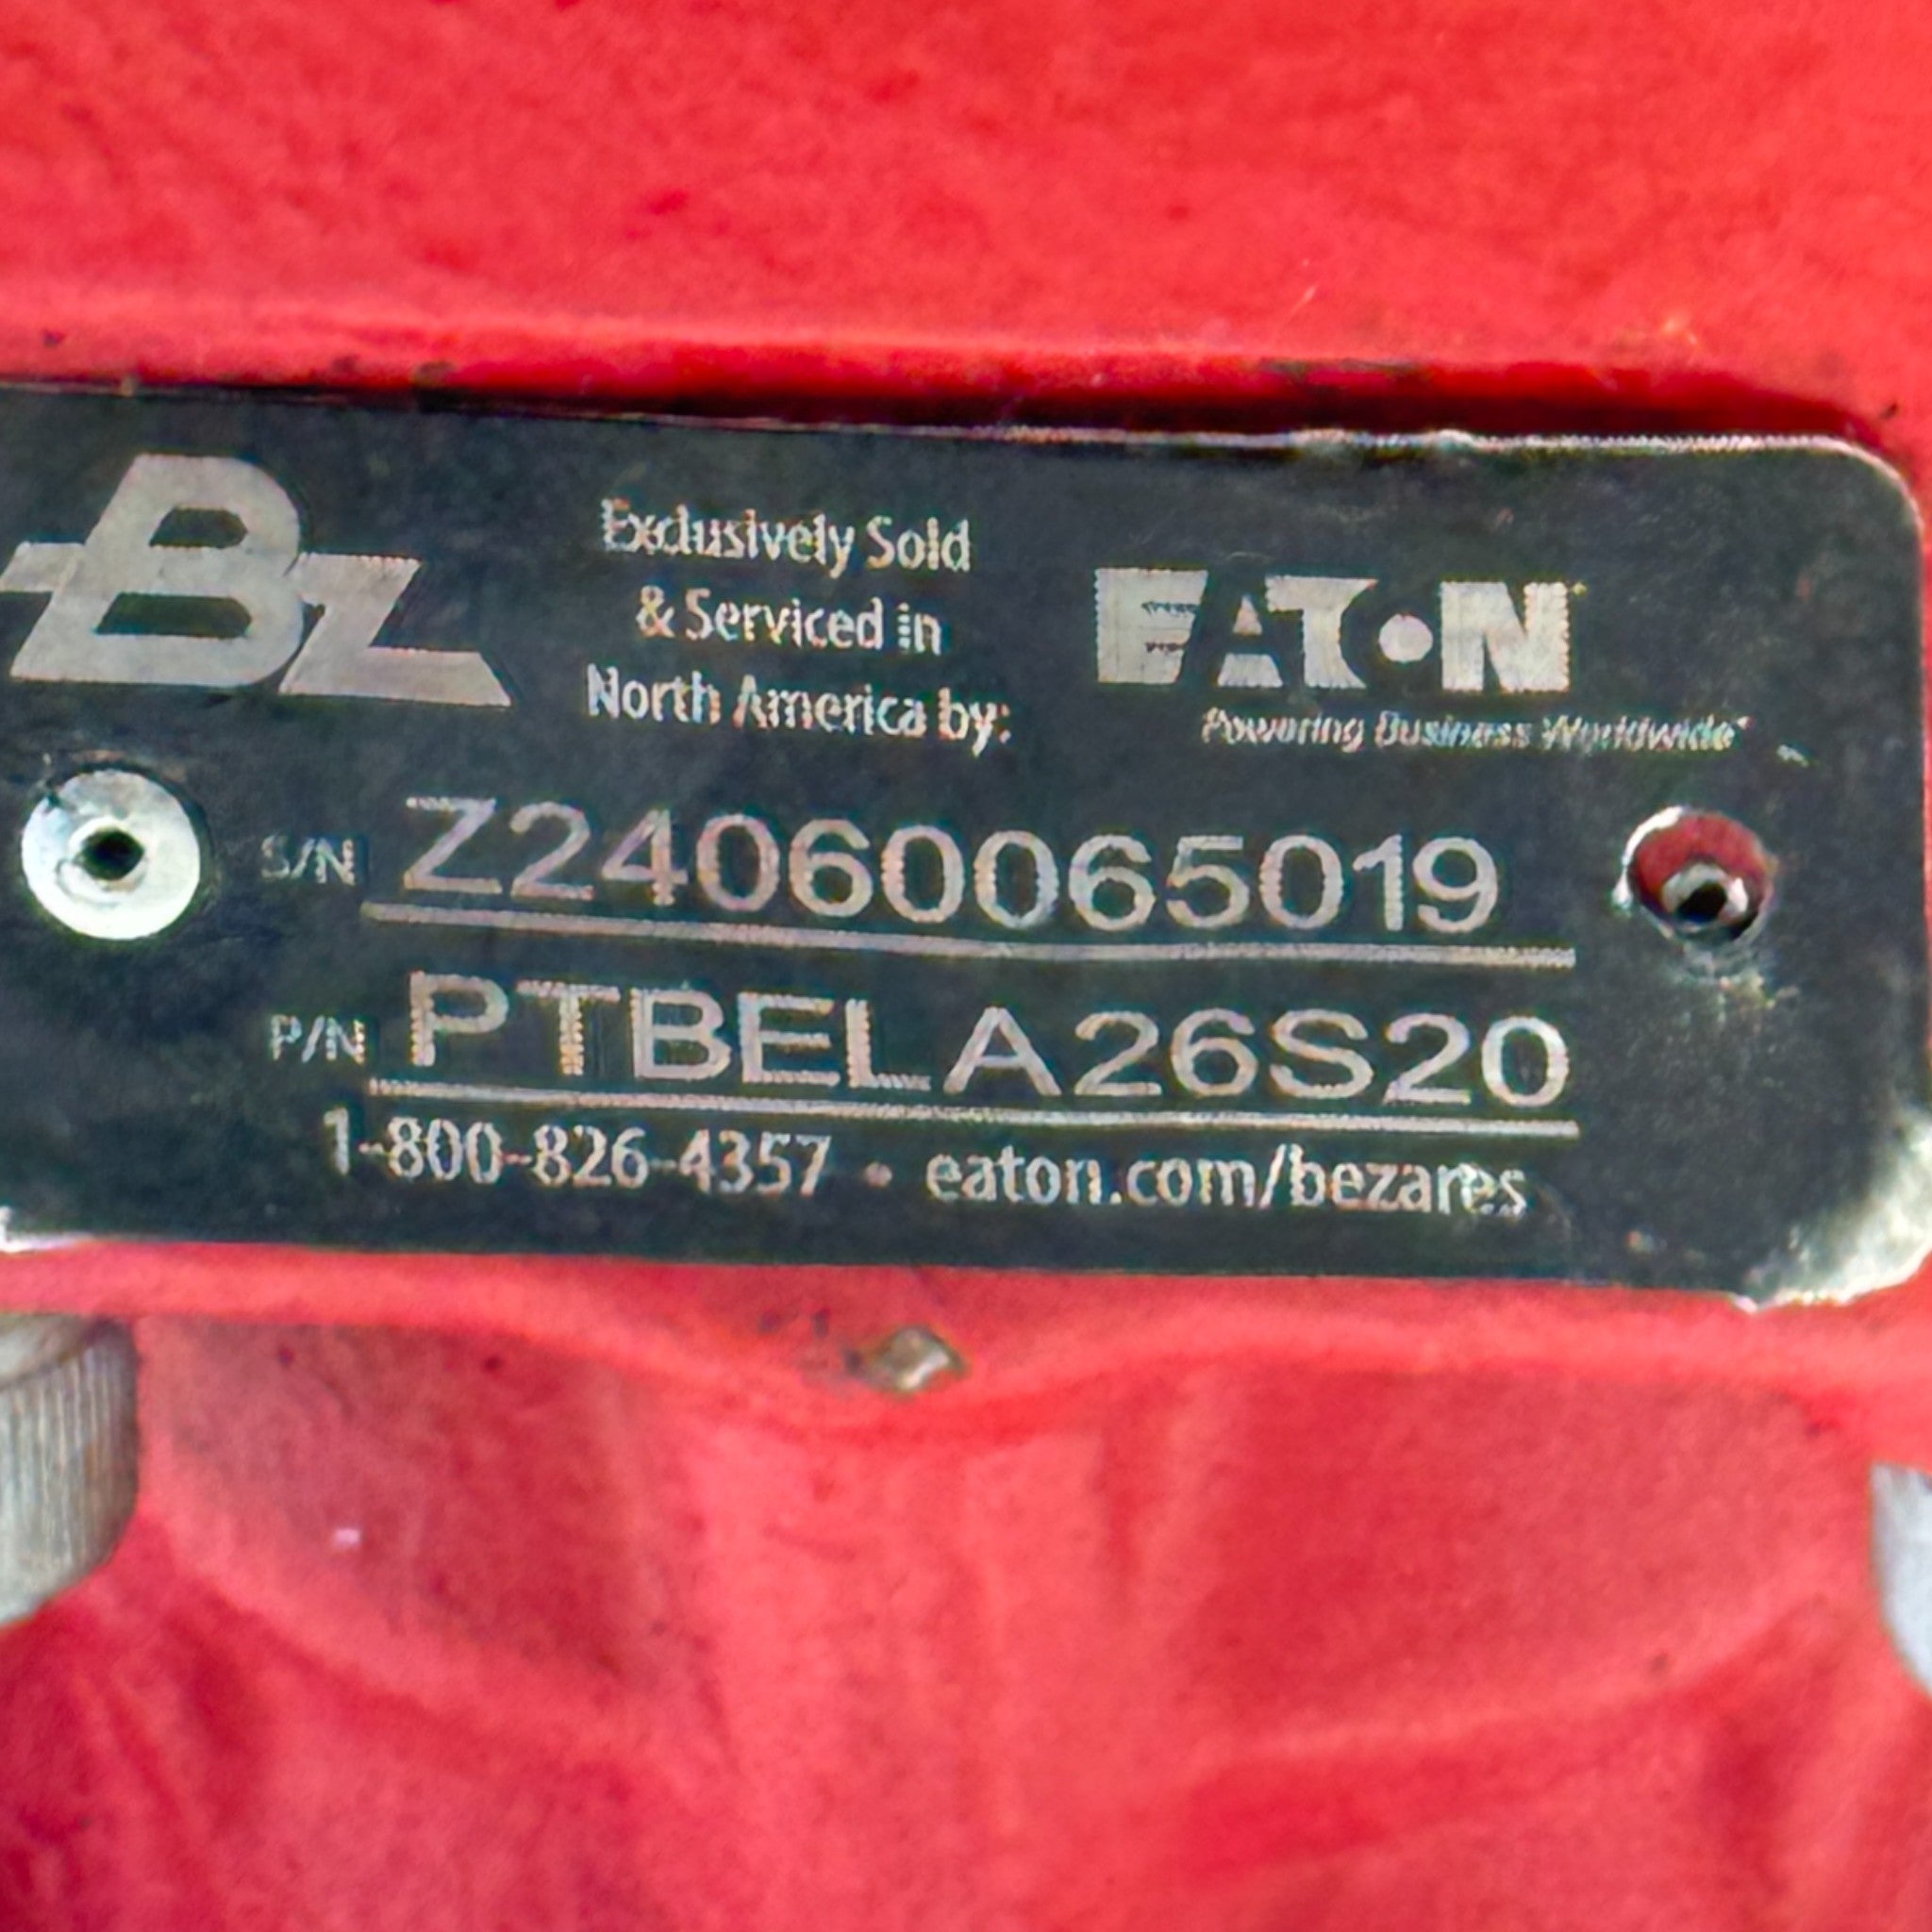 Bz
Exclusively Sold
& Serviced in
North America by:
EATON
Powering Business Worldwide
S/N Z24060065019
P/N PTBELA26S20
1-800-826-4357 • eaton.com/bezares